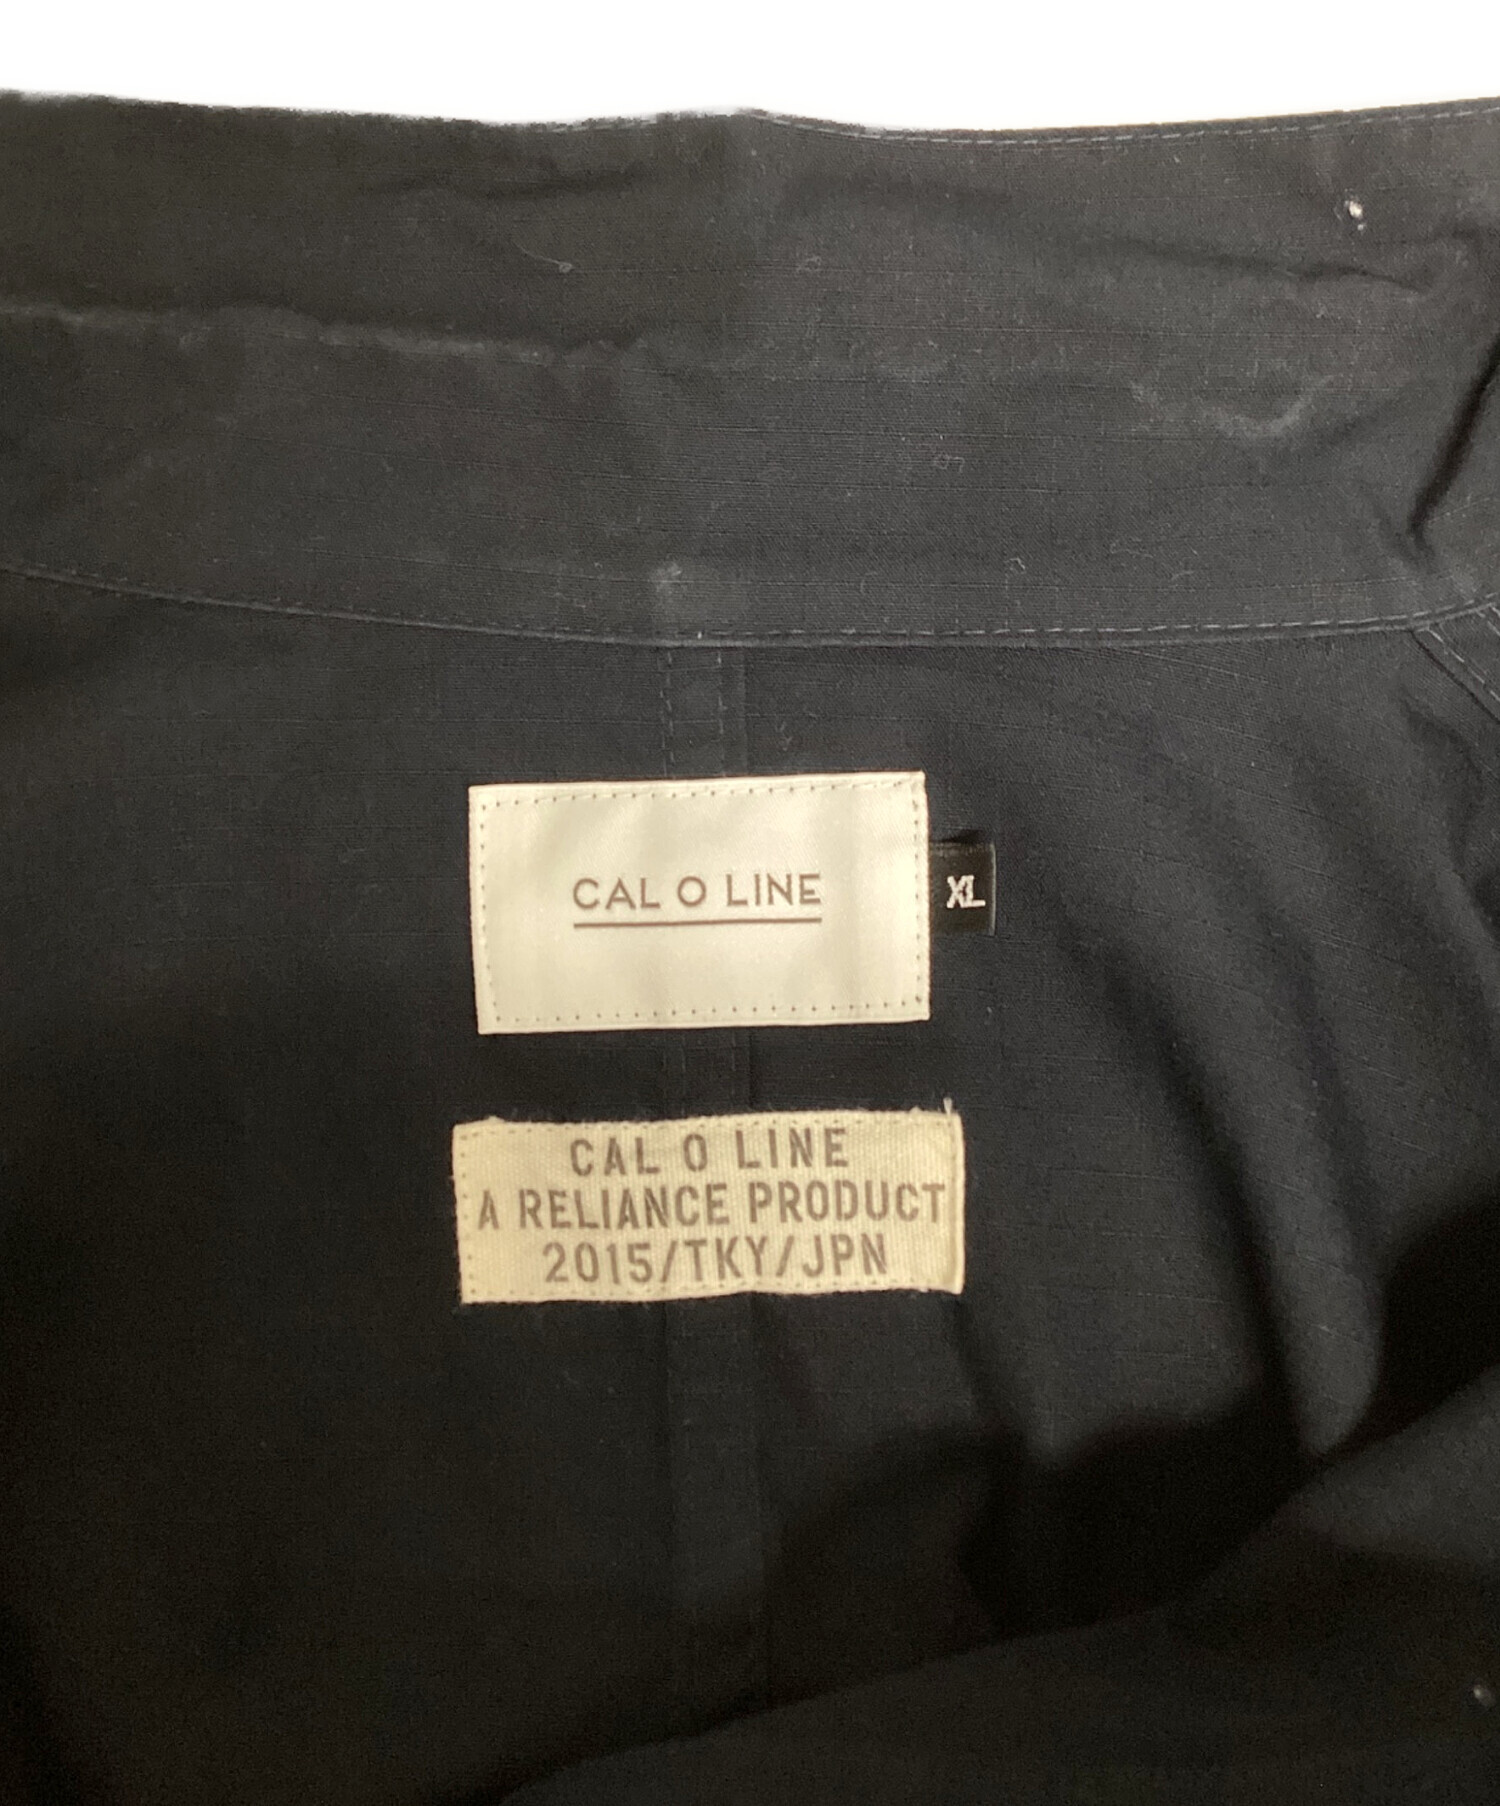 CAL O LINE
XL
CAL O LINE
A RELIANCE PRODUCT
2015/TKY/JPN